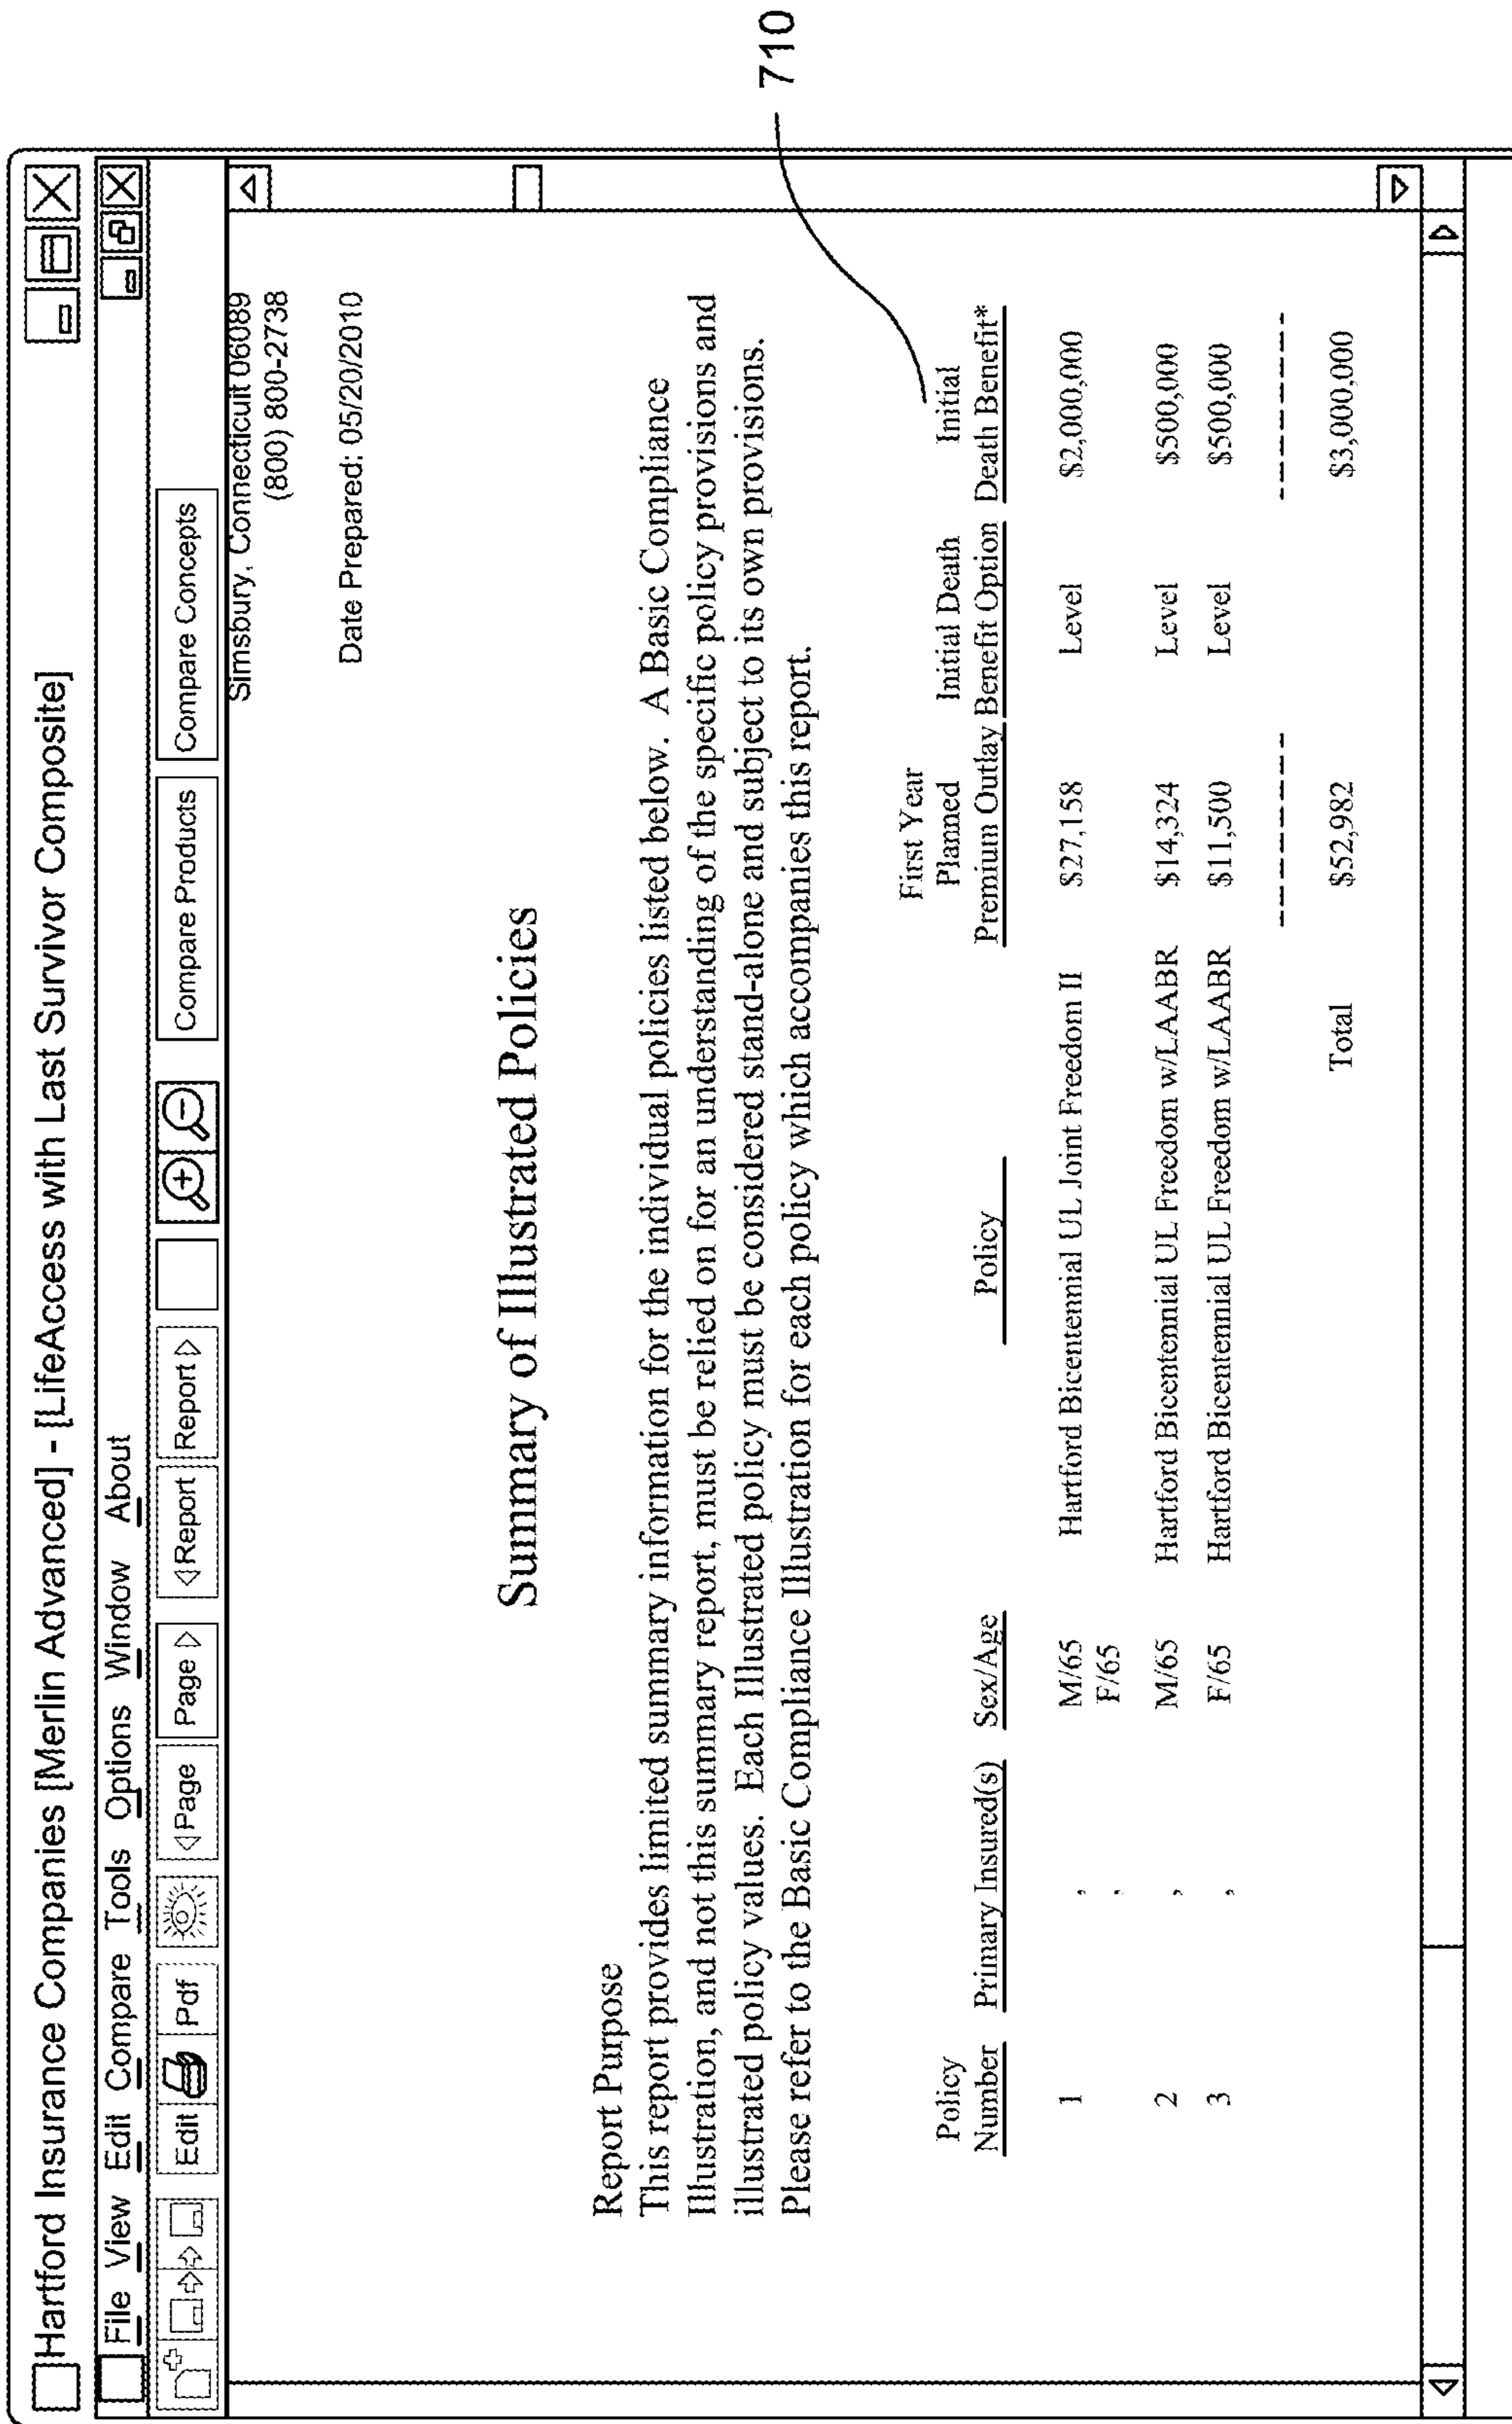 Hartford Insurance Companies [Merlin Advanced] - [LifeAccess with Last Survivor Composite]
File View Edit Compare Tools Options Window About
Edit Pdf Page Page Report Report Compare Products Compare Concepts
Simsbury, Connecticuit 06089
(800) 800-2738
Date Prepared: 05/20/2010
Summary of Illustrated Policies
Report Purpose
This report provides limited summary information for the individual policies listed below. A Basic Compliance
Illustration, and not this summary report, must be relied on for an understanding of the specific policy provisions and
illustrated policy values. Each Illustrated policy must be considered stand-alone and subject to its own provisions.
Please refer to the Basic Compliance Illustration for each policy which accompanies this report.
First Year
Policy Planned Initial Death Initial
Number Primary Insured(s) Sex/Age Policy Premium Outlay Benefit Option Death Benefit*
1 , M/65 Hartford Bicentennial UL Joint Freedom II $27,158 Level $2,000,000
, F/65
2 , M/65 Hartford Bicentennial UL Freedom w/LAABR $14,324 Level $500,000
3 , F/65 Hartford Bicentennial UL Freedom w/LAABR $11,500 Level $500,000
---------- ----------
Total $52,982 $3,000,000
710